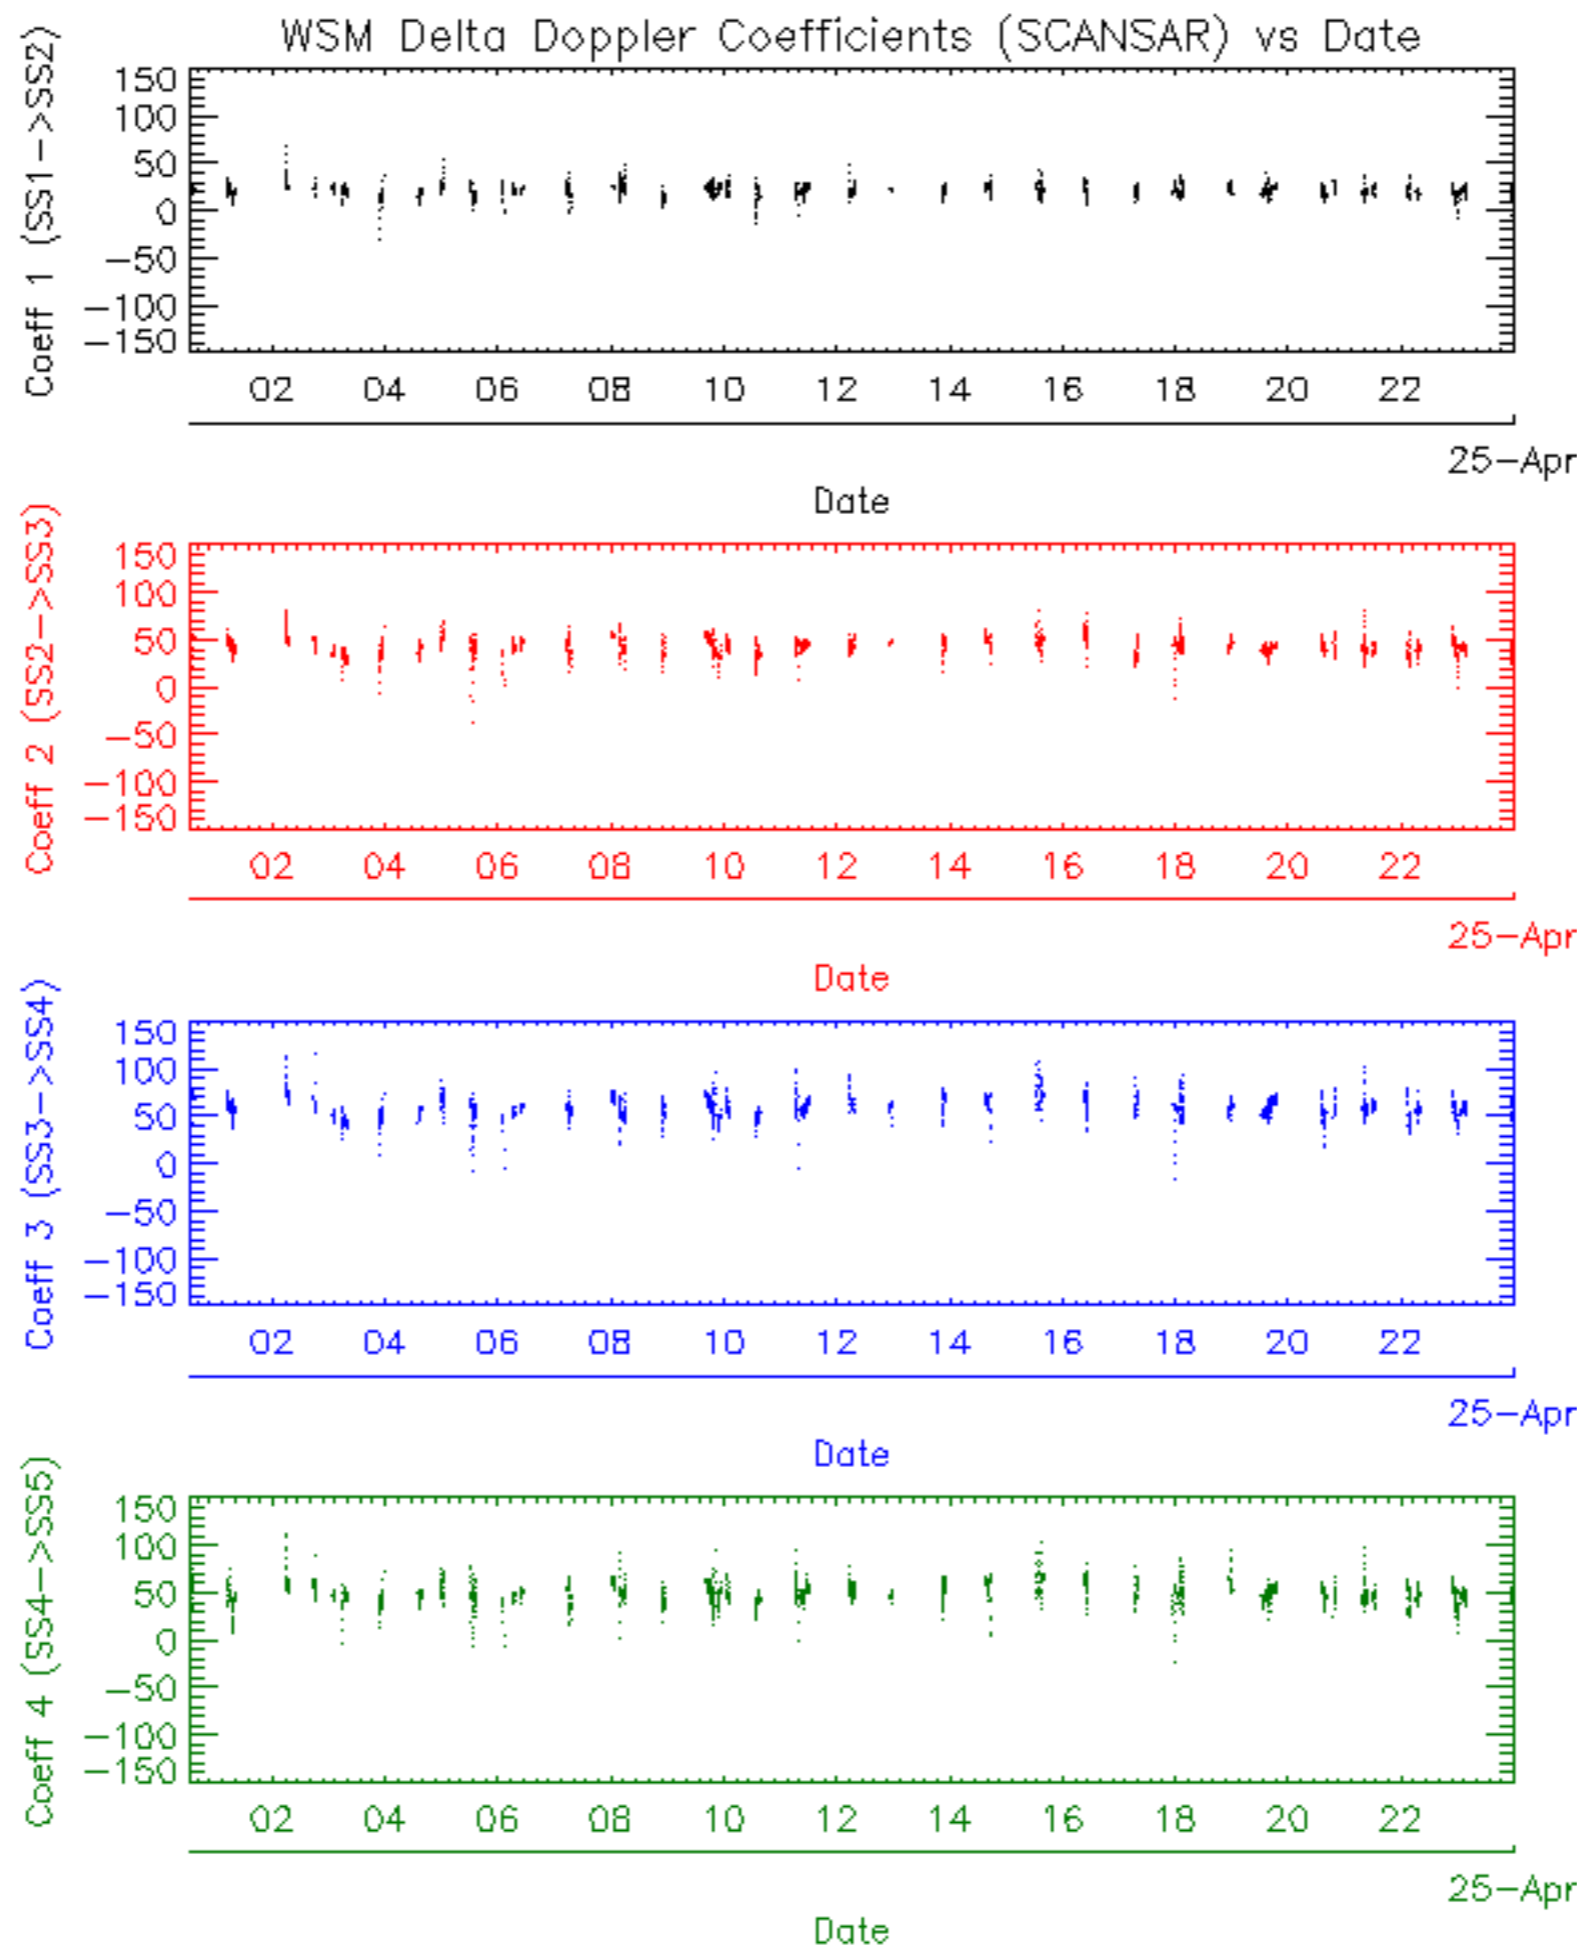 WSM Delta Doppler Coefficients (SCANSAR) vs Date
Coeff 1 (SS1->SS2)
150
100
50
0
-50
-100
-150
02 04 06 08 10 12 14 16 18 20 22
25-Apr
Date
Coeff 2 (SS2->SS3)
150
100
50
0
-50
-100
-150
02 04 06 08 10 12 14 16 18 20 22
25-Apr
Date
Coeff 3 (SS3->SS4)
150
100
50
0
-50
-100
-150
02 04 06 08 10 12 14 16 18 20 22
25-Apr
Date
Coeff 4 (SS4->SS5)
150
100
50
0
-50
-100
-150
02 04 06 08 10 12 14 16 18 20 22
25-Apr
Date